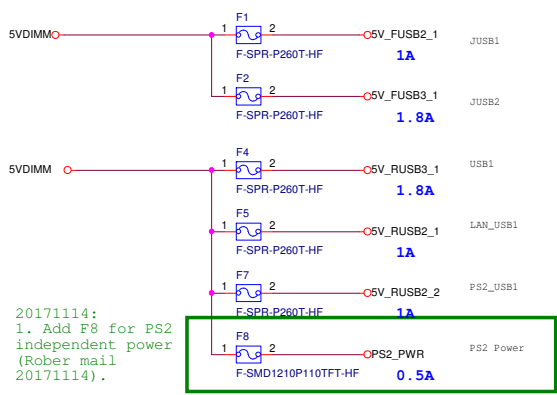 F1
5VDIMM 1 2 5V_FUSB2_1 JUSB1
F-SPR-P260T-HF 1A
F2
1 2 5V_FUSB3_1 JUSB2
F-SPR-P260T-HF 1.8A
F4
5VDIMM 1 2 5V_RUSB3_1 USB1
F-SPR-P260T-HF 1.8A
F5
1 2 5V_RUSB2_1 LAN_USB1
F-SPR-P260T-HF 1A
F7
1 2 5V_RUSB2_2 PS2_USB1
F-SPR-P260T-HF 1A
20171114:
1. Add F8 for PS2
independent power
(Rober mail
20171114).
F8
1 2 PS2_PWR PS2 Power
F-SMD1210P110TFT-HF 0.5A